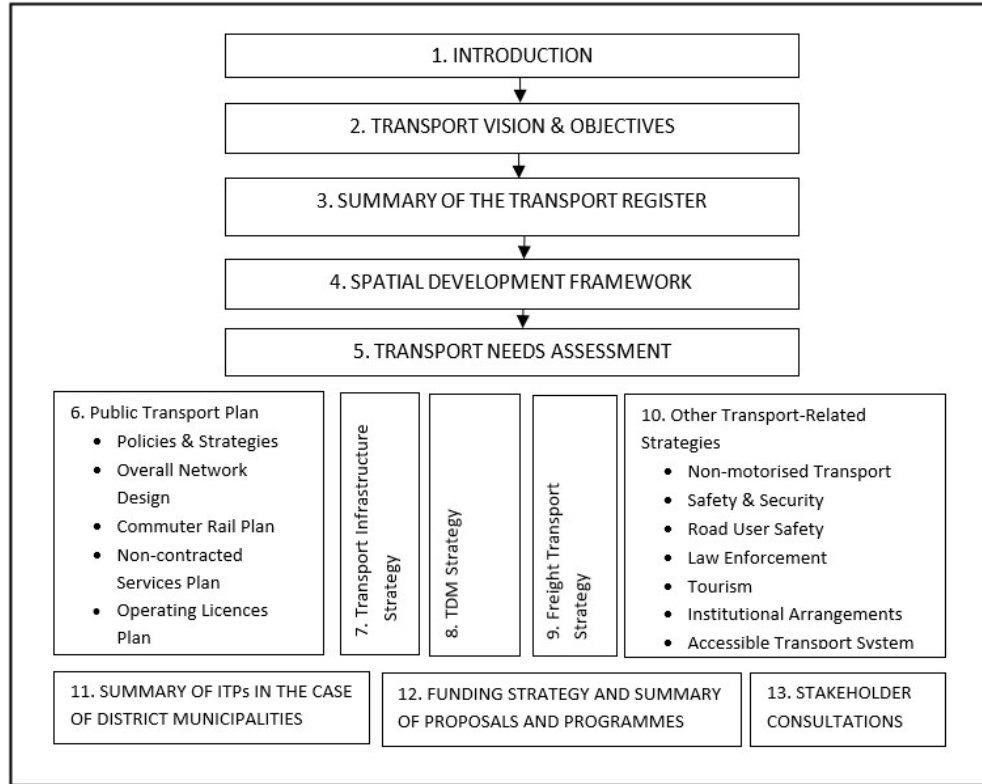 1. INTRODUCTION
2. TRANSPORT VISION & OBJECTIVES
3. SUMMARY OF THE TRANSPORT REGISTER
4. SPATIAL DEVELOPMENT FRAMEWORK
5. TRANSPORT NEEDS ASSESSMENT
6. Public Transport Plan
• Policies & Strategies
• Overall Network
Design
• Commuter Rail Plan
• Non-contracted
Services Plan
• Operating Licences
Plan
7. Transport Infrastructure
Strategy
8. TDM Strategy
9. Freight Transport
Strategy
10. Other Transport-Related
Strategies
• Non-motorised Transport
• Safety & Security
• Road User Safety
• Law Enforcement
• Tourism
• Institutional Arrangements
• Accessible Transport System
11. SUMMARY OF ITPs IN THE CASE
OF DISTRICT MUNICIPALITIES
12. FUNDING STRATEGY AND SUMMARY
OF PROPOSALS AND PROGRAMMES
13. STAKEHOLDER
CONSULTATIONS